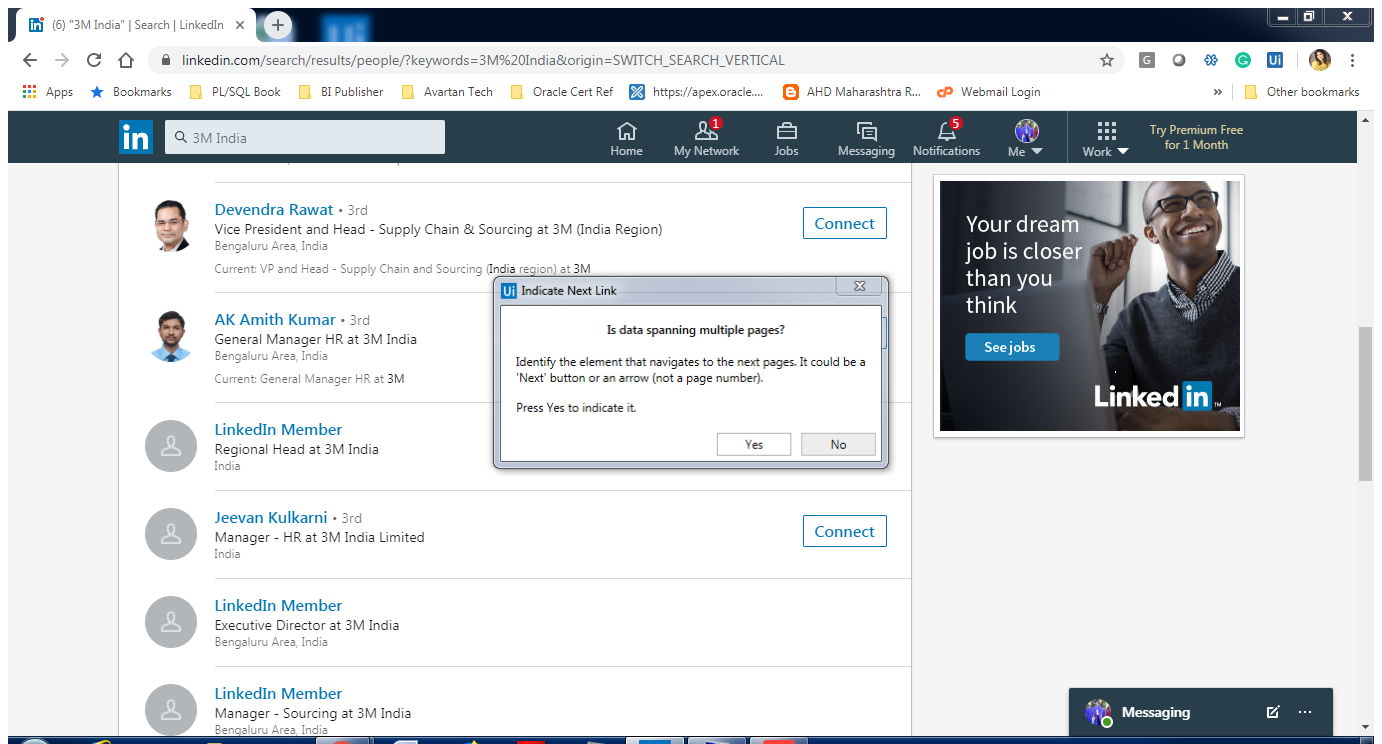 (6) "3M India" | Search | LinkedIn
linkedin.com/search/results/people/?keywords=3M%20India&origin=SWITCH_SEARCH_VERTICAL
G
Ui
Apps
Bookmarks
PL/SQL Book
BI Publisher
Avartan Tech
Oracle Cert Ref
https://apex.oracle....
AHD Maharashtra R...
Webmail Login
»
Other bookmarks
in
3M India
Home
1
My Network
Jobs
Messaging
5
Notifications
Me
Work
Try Premium Free
for 1 Month
Devendra Rawat • 3rd
Vice President and Head - Supply Chain & Sourcing at 3M (India Region)
Bengaluru Area, India
Current: VP and Head - Supply Chain and Sourcing (India region) at 3M
Connect
AK Amith Kumar • 3rd
General Manager HR at 3M India
Bengaluru Area, India
Current: General Manager HR at 3M
Ui Indicate Next Link
Is data spanning multiple pages?
Identify the element that navigates to the next pages. It could be a
'Next' button or an arrow (not a page number).
Press Yes to indicate it.
Yes
No
LinkedIn Member
Regional Head at 3M India
India
Jeevan Kulkarni • 3rd
Manager - HR at 3M India Limited
India
Connect
LinkedIn Member
Executive Director at 3M India
Bengaluru Area, India
LinkedIn Member
Manager - Sourcing at 3M India
Bengaluru Area, India
Your dream
job is closer
than you
think
See jobs
Linked in
Messaging